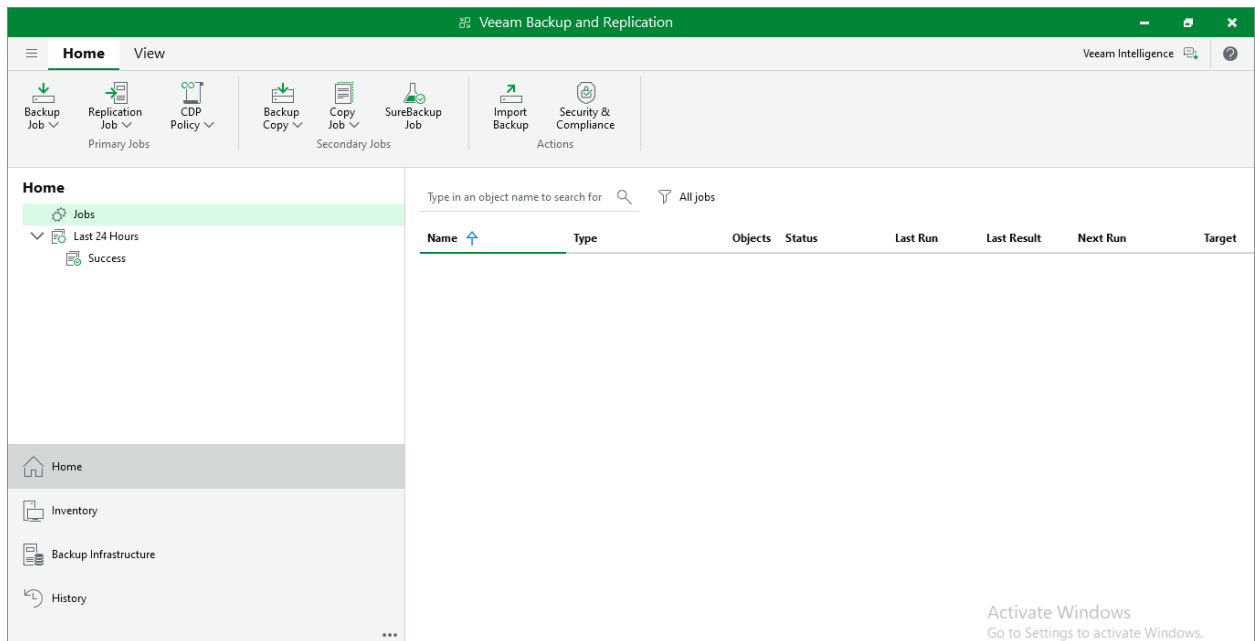 Veeam Backup and Replication
Home View Veeam Intelligence
Backup Job
Replication Job
CDP Policy
Primary Jobs
Backup Copy
Copy Job
SureBackup Job
Secondary Jobs
Import Backup
Security & Compliance
Actions
Home
Jobs
Last 24 Hours
Success
Type in an object name to search for All jobs
Name Type Objects Status Last Run Last Result Next Run Target
Home
Inventory
Backup Infrastructure
History
Activate Windows
Go to Settings to activate Windows.